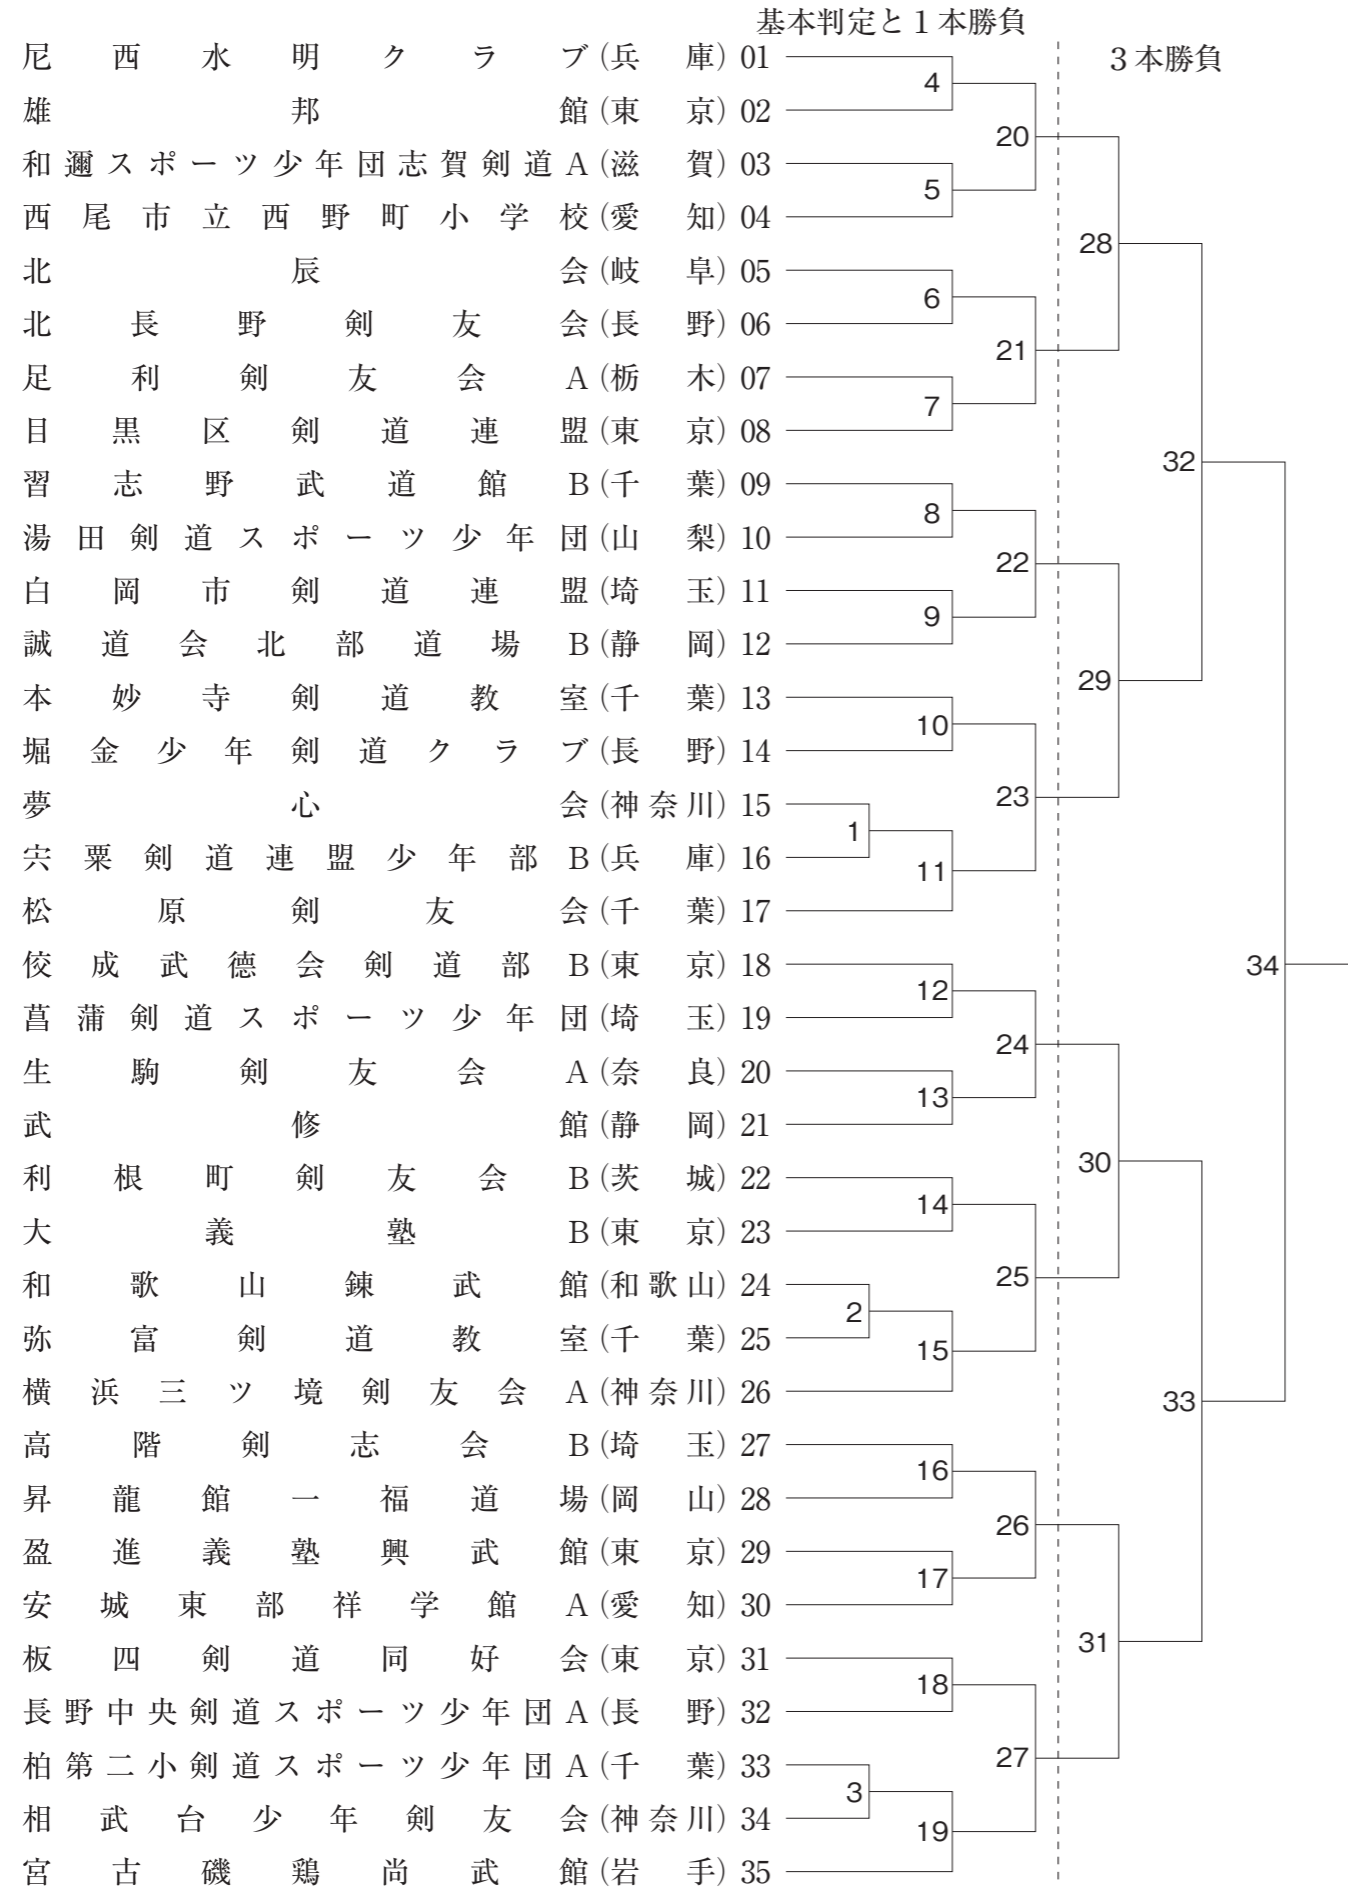 基本判定と1本勝負
3本勝負
尼西水明クラブ(兵庫) 01
雄邦館(東京) 02
和邇スポーツ少年団志賀剣道A(滋賀) 03
西尾市立西野町小学校(愛知) 04
北辰会(岐阜) 05
北長野剣友会(長野) 06
足利剣友会A(栃木) 07
目黒区剣道連盟(東京) 08
習志野武道館B(千葉) 09
湯田剣道スポーツ少年団(山梨) 10
白岡市剣道連盟(埼玉) 11
誠道会北部道場B(静岡) 12
本妙寺剣道教室(千葉) 13
堀金少年剣道クラブ(長野) 14
夢心会(神奈川) 15
宍粟剣道連盟少年部B(兵庫) 16
松原剣友会(千葉) 17
佼成武徳会剣道部B(東京) 18
菖蒲剣道スポーツ少年団(埼玉) 19
生駒剣友会A(奈良) 20
武修館(静岡) 21
利根町剣友会B(茨城) 22
大義塾B(東京) 23
和歌山錬武館(和歌山) 24
弥富剣道教室(千葉) 25
横浜三ツ境剣友会A(神奈川) 26
高階剣志会B(埼玉) 27
昇龍館一福道場(岡山) 28
盈進義塾興武館(東京) 29
安城東部祥学館A(愛知) 30
板四剣道同好会(東京) 31
長野中央剣道スポーツ少年団A(長野) 32
柏第二小剣道スポーツ少年団A(千葉) 33
相武台少年剣友会(神奈川) 34
宮古磯鶏尚武館(岩手) 35
1
2
3
4
5
6
7
8
9
10
11
12
13
14
15
16
17
18
19
20
21
22
23
24
25
26
27
28
29
30
31
32
33
34